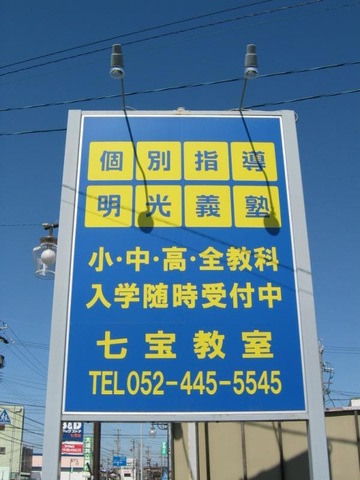 個別指導
明光義塾
小・中・高・全教科
入学随時受付中
七宝教室
TEL052-445-5545